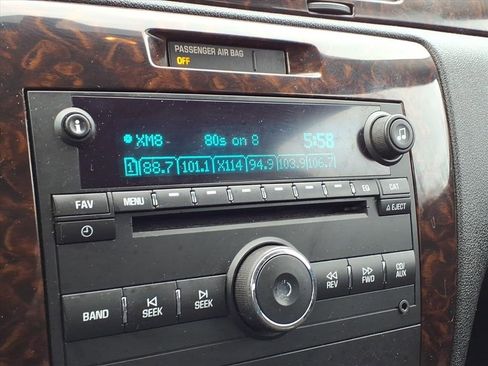 PASSENGER AIR BAG
OFF
i
XM8 80s on 8 5:58
1 88.7 101.1 X114 94.9 103.9 106.7
FAV MENU EQ CAT
EJECT
BAND
SEEK
SEEK
REV
FWD
CD/
AUX